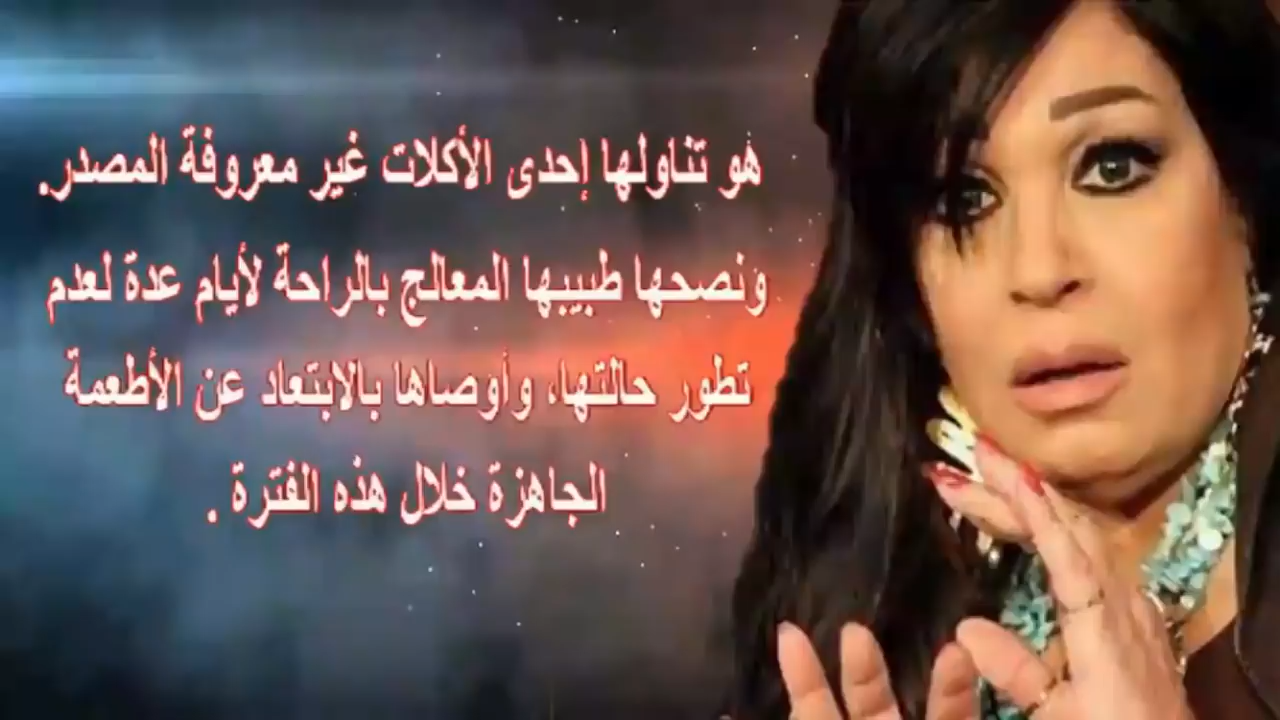 هو تناولها إحدى الأكلات غير معروفة المصدر.
ونصحها طبيبها المعالج بالراحة لأيام عدة لعدم
تطور حالتها، وأوصاها بالابتعاد عن الأطعمة
الجاهزة خلال هذه الفترة .